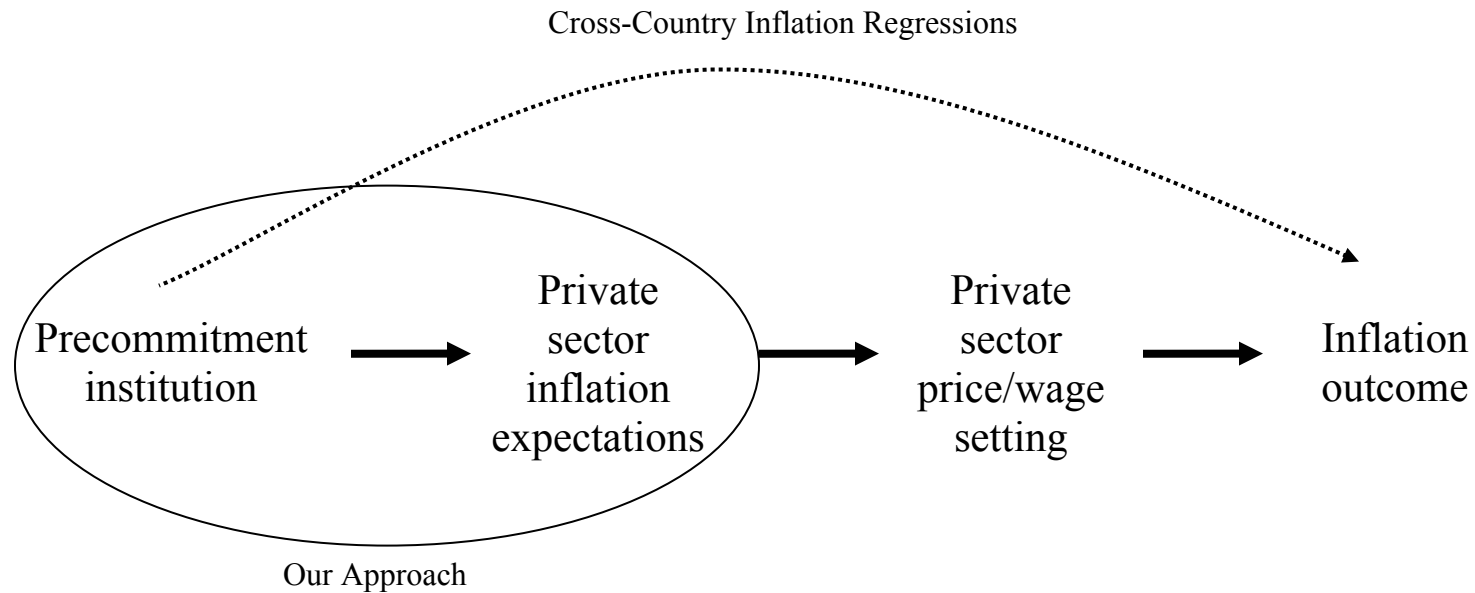 Cross-Country Inflation Regressions
Precommitment
institution
Private
sector
inflation
expectations
Private
sector
price/wage
setting
Inflation
outcome
Our Approach